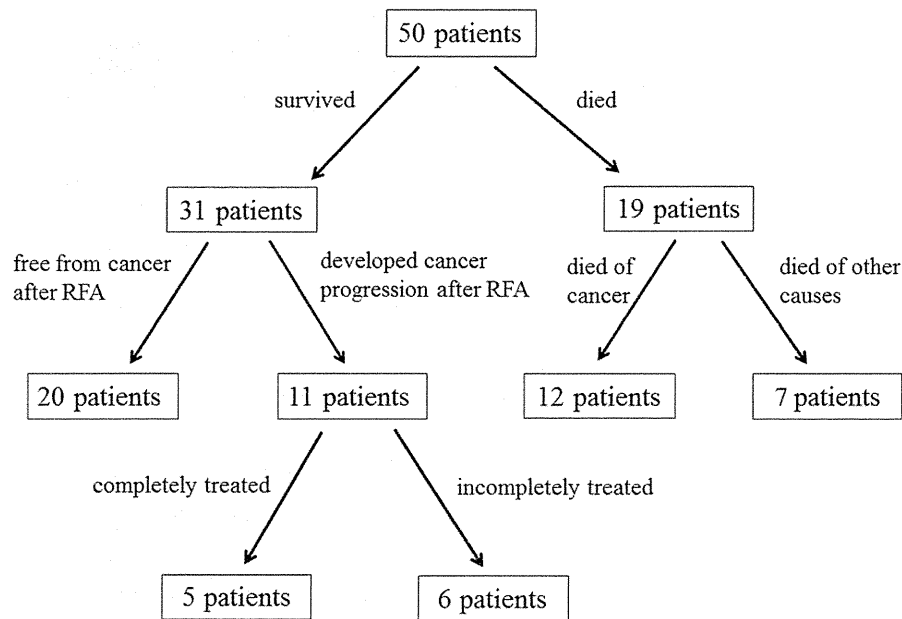 50 patients
survived
died
31 patients
19 patients
free from cancer
after RFA
developed cancer
progression after RFA
died of
cancer
died of other
causes
20 patients
11 patients
12 patients
7 patients
completely treated
incompletely treated
5 patients
6 patients